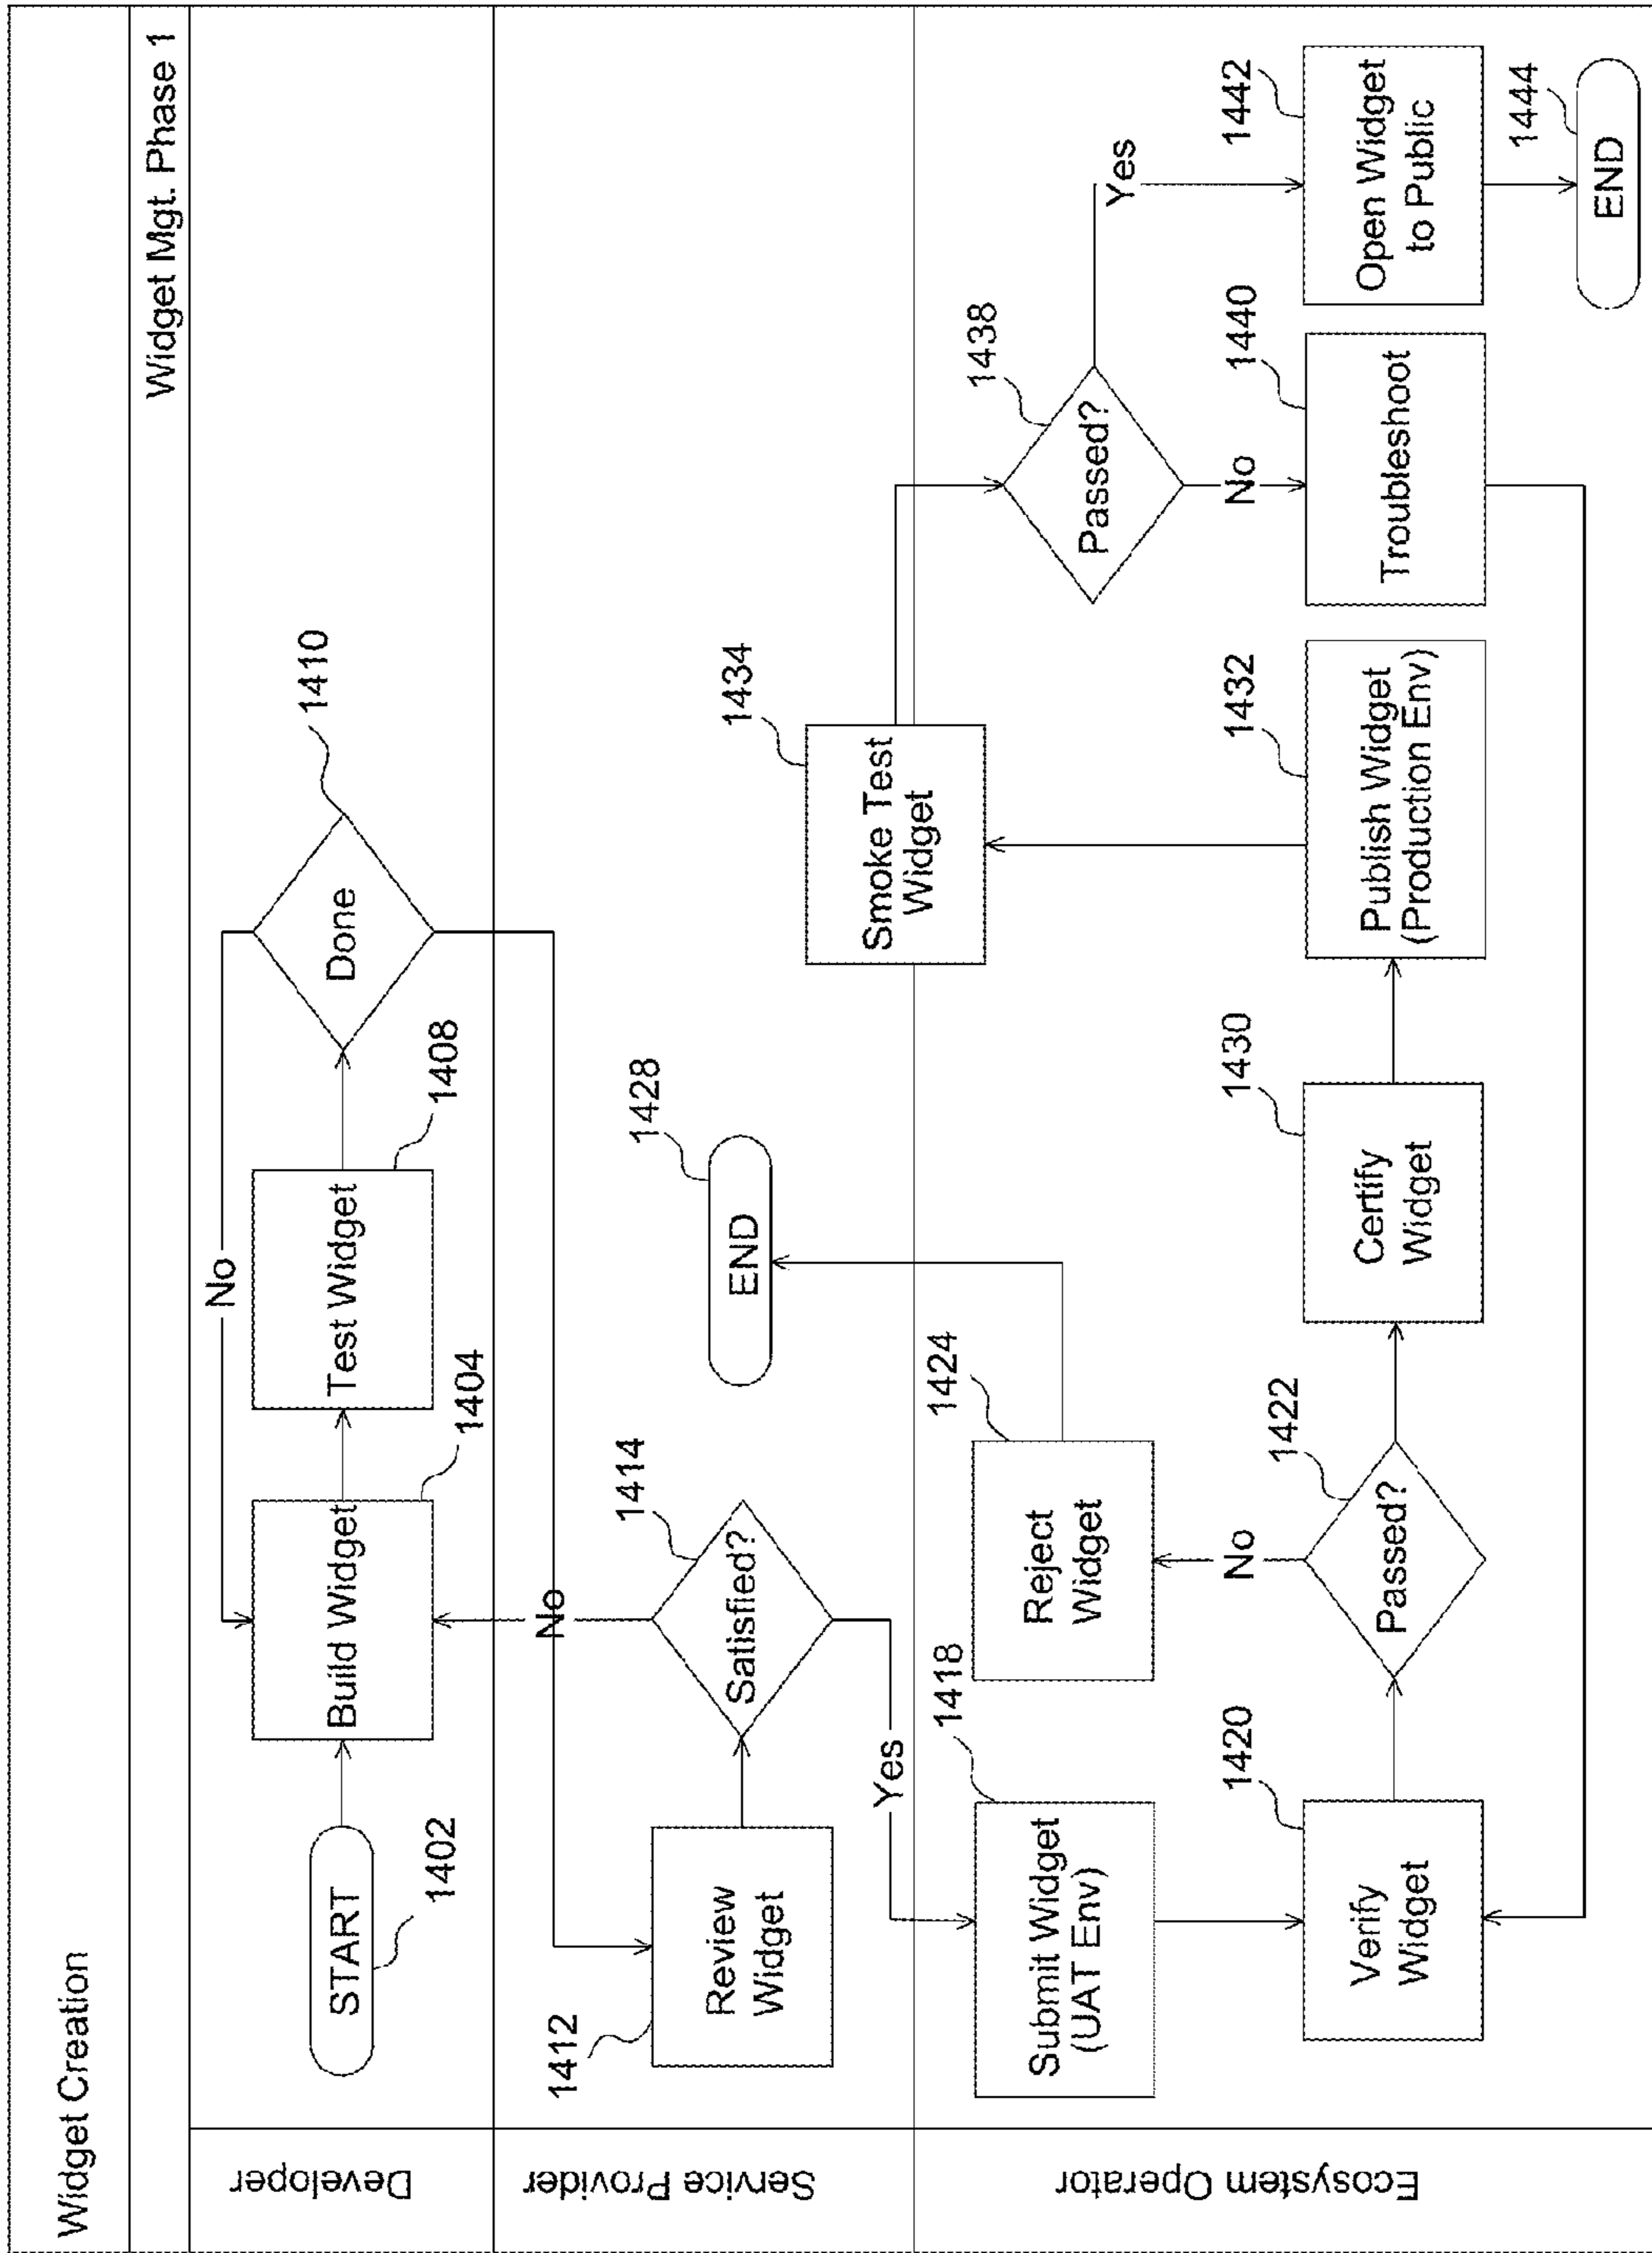 Widget Creation
Widget Mgt. Phase 1
Developer
START
1402
Build Widget
1404
Test Widget
1408
Done
1410
No
Service Provider
Review
Widget
1412
Satisfied?
1414
No
Yes
END
1428
Smoke Test
Widget
1434
Ecosystem Operator
Submit Widget
(UAT Env)
1418
Verify
Widget
1420
Passed?
1422
No
Reject
Widget
1424
Certify
Widget
1430
Publish Widget
(Production Env)
1432
Passed?
1438
No
Yes
Troubleshoot
1440
Open Widget
to Public
1442
END
1444